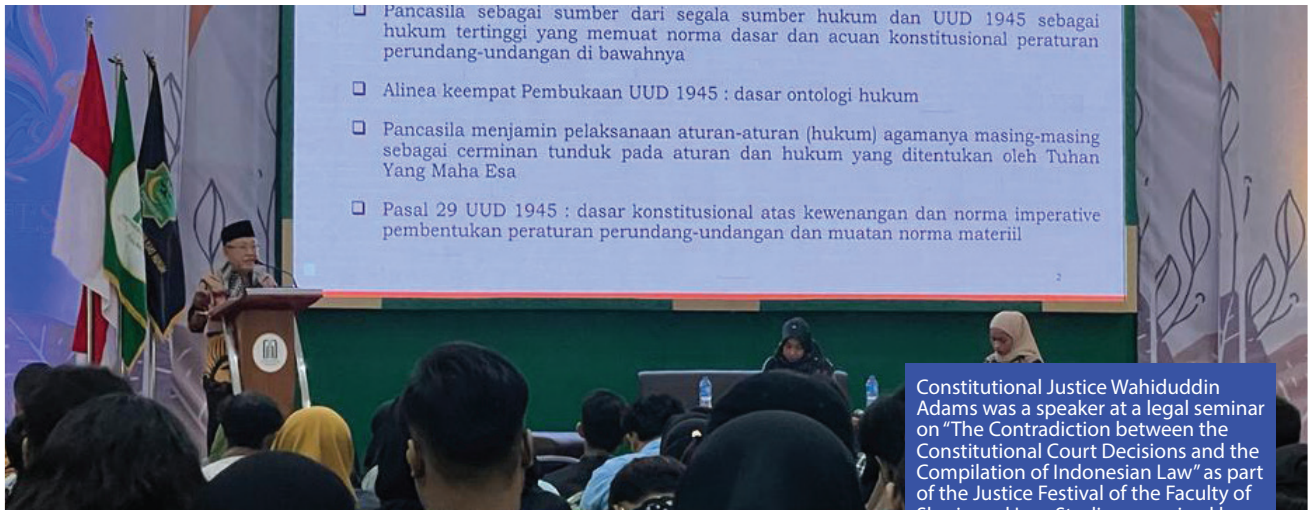 Pancasila sebagai sumber dari segala sumber hukum dan UUD 1945 sebagai
hukum tertinggi yang memuat norma dasar dan acuan konstitusional peraturan
perundang-undangan di bawahnya
Alinea keempat Pembukaan UUD 1945 : dasar ontologi hukum
Pancasila menjamin pelaksanaan aturan-aturan (hukum) agamanya masing-masing
sebagai cerminan tunduk pada aturan dan hukum yang ditentukan oleh Tuhan
Yang Maha Esa
Pasal 29 UUD 1945 : dasar konstitusional atas kewenangan dan norma imperative
pembentukan peraturan perundang-undangan dan muatan norma materiil
2
Constitutional Justice Wahiduddin
Adams was a speaker at a legal seminar
on “The Contradiction between the
Constitutional Court Decisions and the
Compilation of Indonesian Law” as part
of the Justice Festival of the Faculty of